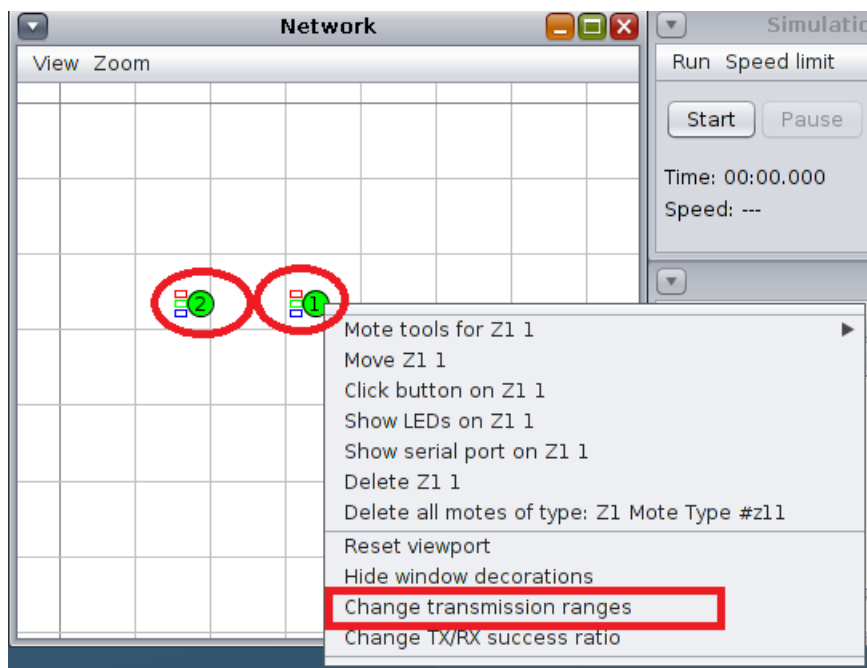 Network
Simulatio
View Zoom
Run Speed limit
Start
Pause
Time: 00:00.000
Speed: ---
2
1
Mote tools for Z1 1
Move Z1 1
Click button on Z1 1
Show LEDs on Z1 1
Show serial port on Z1 1
Delete Z1 1
Delete all motes of type: Z1 Mote Type #z11
Reset viewport
Hide window decorations
Change transmission ranges
Change TX/RX success ratio